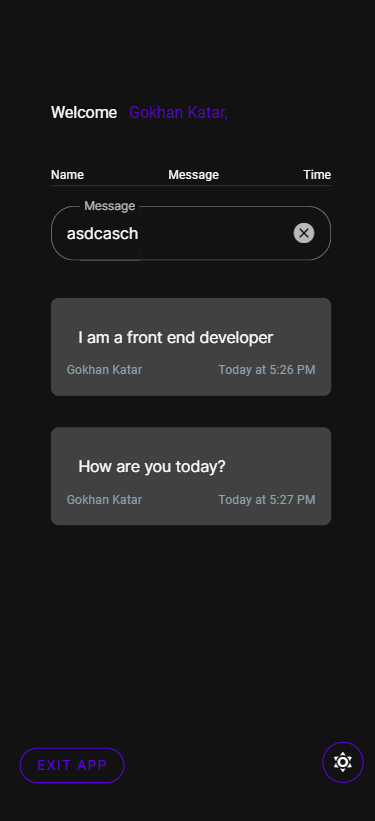 Welcome Gokhan Katar,
Name Message Time
Message
asdcasch
I am a front end developer
Gokhan Katar Today at 5:26 PM
How are you today?
Gokhan Katar Today at 5:27 PM
EXIT APP